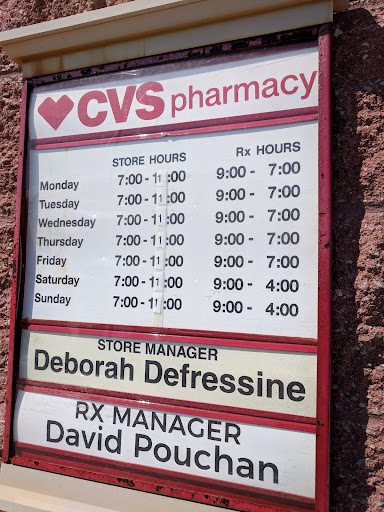 CVS pharmacy
STORE HOURS Rx HOURS
Monday 7:00 - 11:00 9:00 - 7:00
Tuesday 7:00 - 11:00 9:00 - 7:00
Wednesday 7:00 - 11:00 9:00 - 7:00
Thursday 7:00 - 11:00 9:00 - 7:00
Friday 7:00 - 11:00 9:00 - 7:00
Saturday 7:00 - 11:00 9:00 - 4:00
Sunday 7:00 - 11:00 9:00 - 4:00
STORE MANAGER
Deborah Defressine
RX MANAGER
David Pouchan